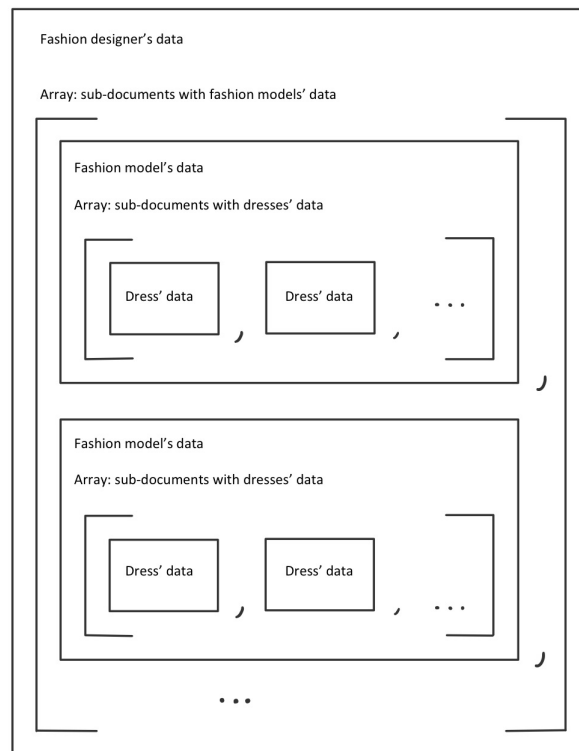 Fashion designer’s data
Array: sub-documents with fashion models’ data
Fashion model’s data
Array: sub-documents with dresses’ data
Dress’ data , Dress’ data , ...
,
Fashion model’s data
Array: sub-documents with dresses’ data
Dress’ data , Dress’ data , ...
,
...